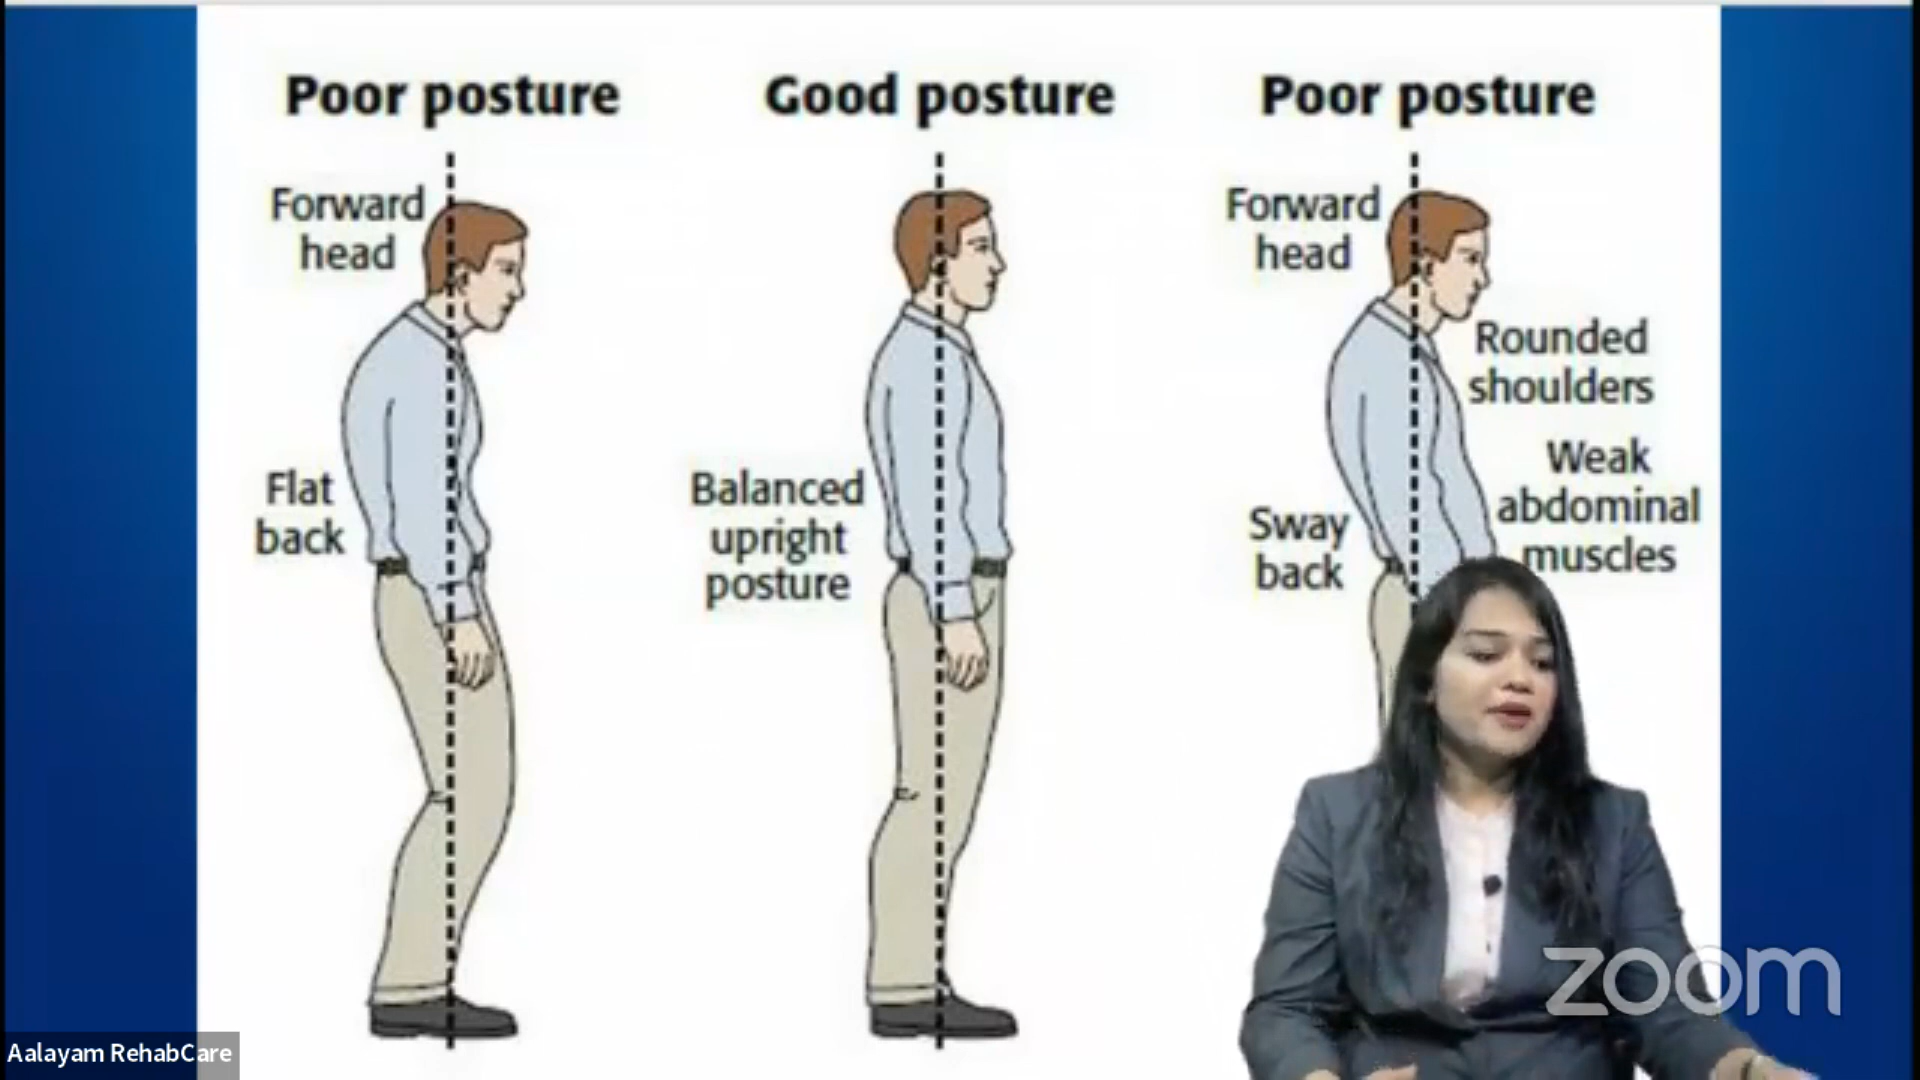 Poor posture
Good posture
Poor posture
Forward
head
Forward
head
Rounded
shoulders
Flat
back
Balanced
upright
posture
Sway
back
Weak
abdominal
muscles
zoom
Aalayam RehabCare